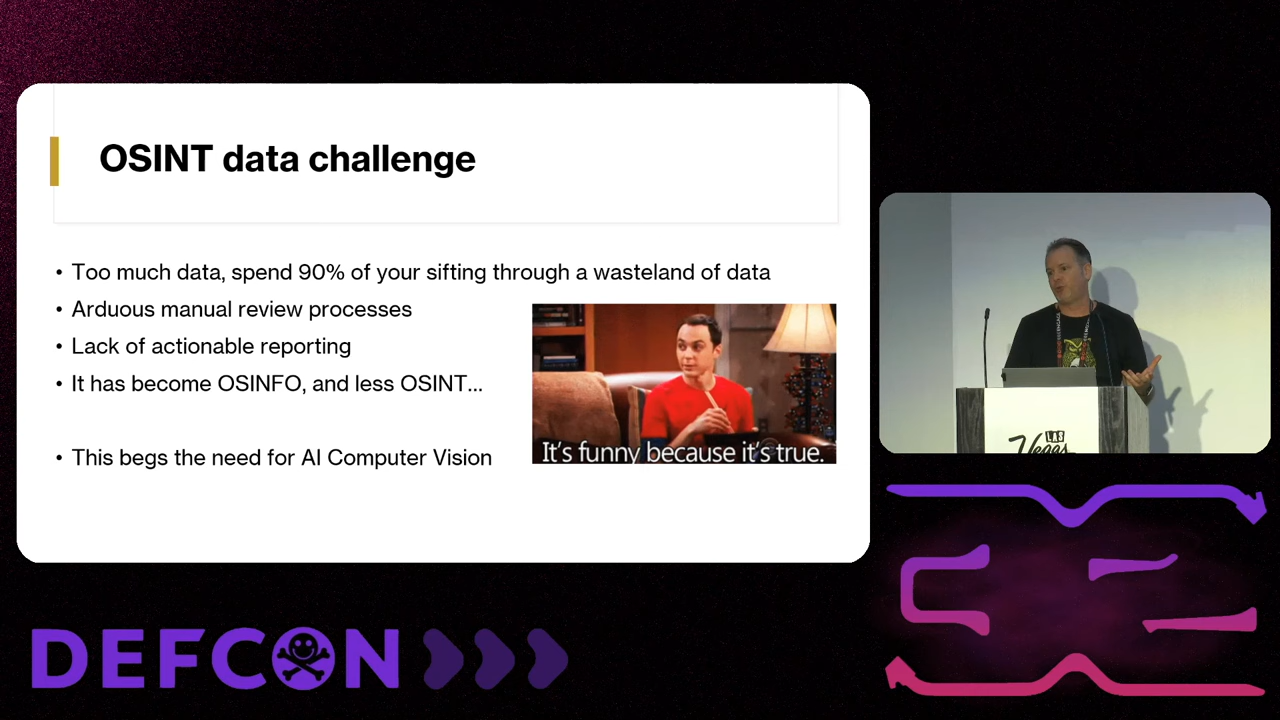 OSINT data challenge
• Too much data, spend 90% of your sifting through a wasteland of data
• Arduous manual review processes
• Lack of actionable reporting
• It has become OSINFO, and less OSINT...
• This begs the need for AI Computer Vision
It's funny because it's true.
LAS
Vegas
DEFCON